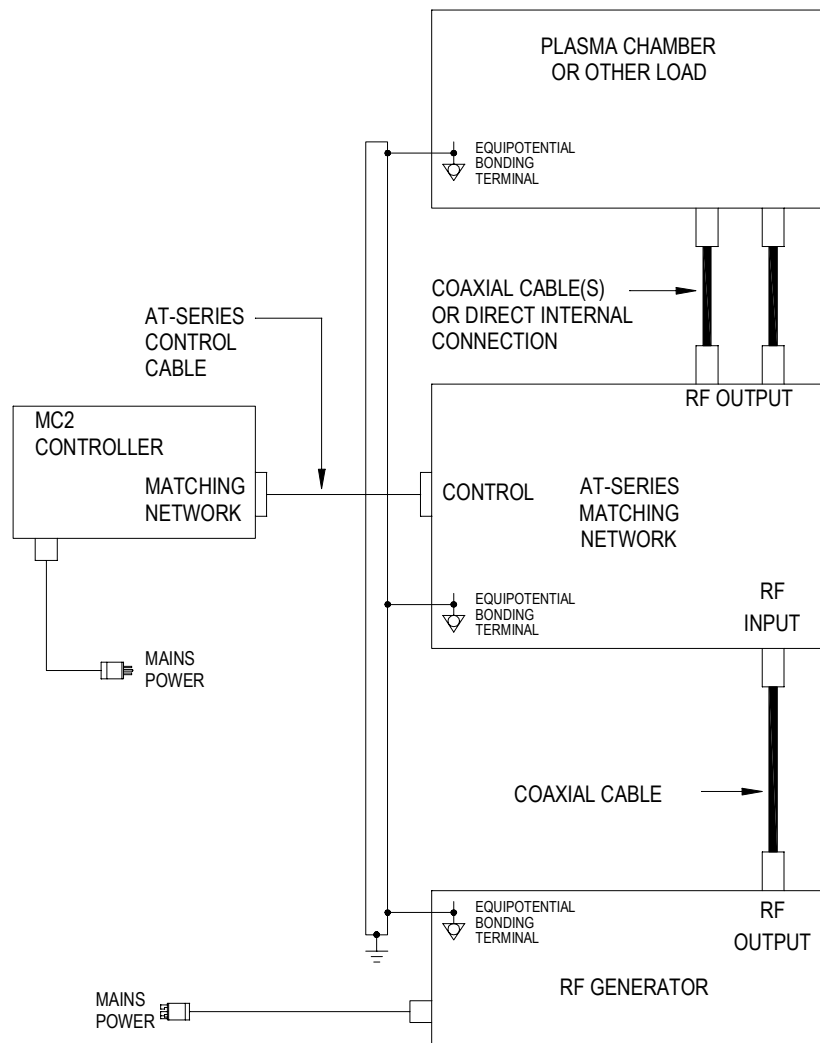 PLASMA CHAMBER
OR OTHER LOAD
EQUIPOTENTIAL
BONDING
TERMINAL
COAXIAL CABLE(S)
OR DIRECT INTERNAL
CONNECTION
AT-SERIES
CONTROL
CABLE
RF OUTPUT
MC2
CONTROLLER
MATCHING
NETWORK
CONTROL
AT-SERIES
MATCHING
NETWORK
EQUIPOTENTIAL
BONDING
TERMINAL
RF
INPUT
MAINS
POWER
COAXIAL CABLE
EQUIPOTENTIAL
BONDING
TERMINAL
RF
OUTPUT
RF GENERATOR
MAINS
POWER